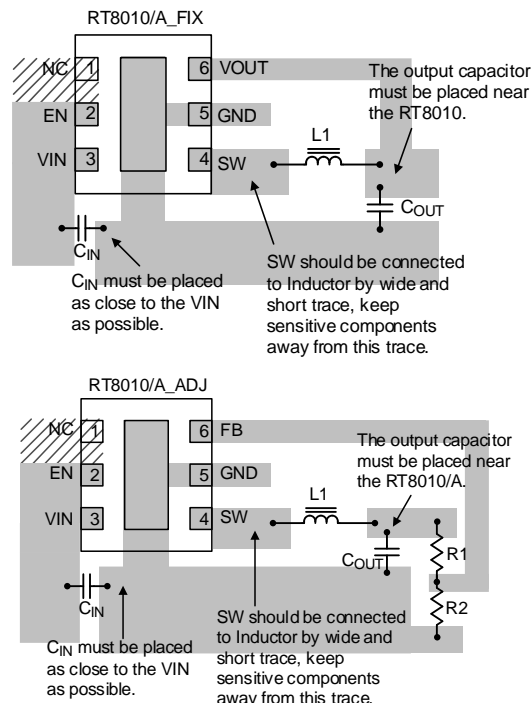 RT8010/A_FIX
NC 1 6 VOUT
EN 2 5 GND
VIN 3 4 SW
L1
The output capacitor
must be placed near
the RT8010.
COUT
CIN
CIN must be placed
as close to the VIN
as possible.
SW should be connected
to Inductor by wide and
short trace, keep
sensitive components
away from this trace.
RT8010/A_ADJ
NC 1 6 FB
EN 2 5 GND
VIN 3 4 SW
L1
The output capacitor
must be placed near
the RT8010/A.
COUT
R1
R2
CIN
CIN must be placed
as close to the VIN
as possible.
SW should be connected
to Inductor by wide and
short trace, keep
sensitive components
away from this trace.